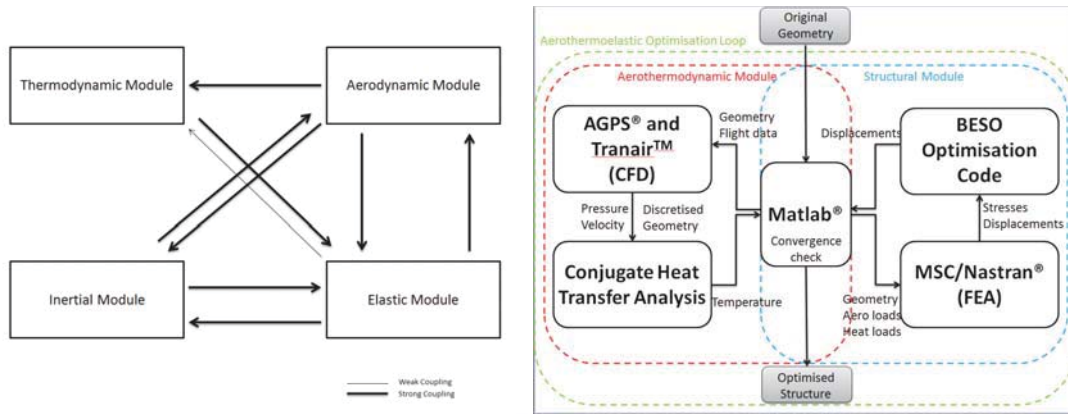 Thermodynamic Module
Aerodynamic Module
Inertial Module
Elastic Module
Weak Coupling
Strong Coupling
Original
Geometry
Aerothermoelastic Optimisation Loop
Aerothermodynamic Module
Structural Module
AGPS® and
Tranair™
(CFD)
Geometry
Flight data
Displacements
BESO
Optimisation
Code
Pressure
Velocity
Discretised
Geometry
Matlab®
Convergence
check
Stresses
Displacements
Conjugate Heat
Transfer Analysis
Temperature
Geometry
Aero loads
Heat loads
MSC/Nastran®
(FEA)
Optimised
Structure